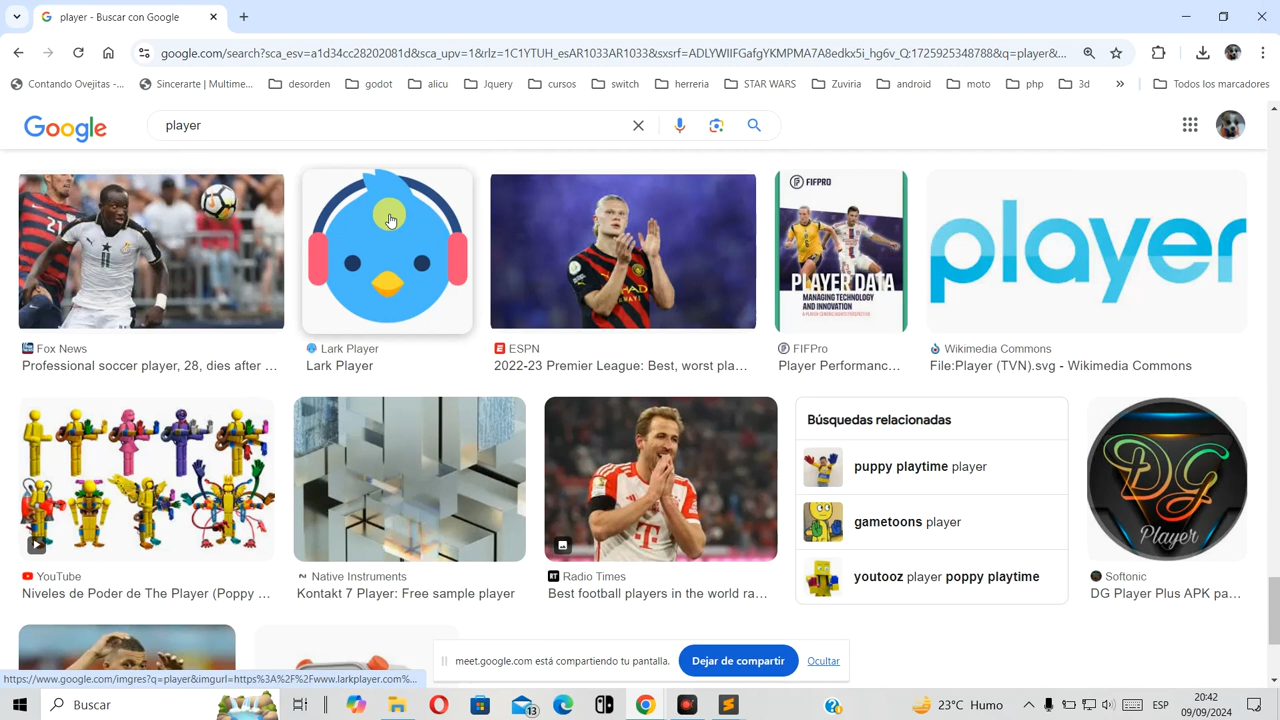 player - Buscar con Google
google.com/search?sca_esv=a1d34cc28202081d&sca_upv=1&rlz=1C1YTUH_esAR1033AR1033&sxsrf=ADLYWIIFGafgYKMPMA7A8edkx5i_hg6v_Q:1725925348788&q=player&...
Contando Ovejitas -...
Sincerarte | Multime...
desorden
godot
alicu
Jquery
cursos
switch
herreria
STAR WARS
Zuviria
android
moto
php
3d
»
Todos los marcadores
Google
player
21
FIFPRO
PLAYER DATA
MANAGING TECHNOLOGY
AND INNOVATION
player
Fox News
Professional soccer player, 28, dies after ...
Lark Player
Lark Player
ESPN
2022-23 Premier League: Best, worst pla...
FIFPro
Player Performanc...
Wikimedia Commons
File:Player (TVN).svg - Wikimedia Commons
Búsquedas relacionadas
puppy playtime player
gametoons player
youtooz player poppy playtime
DG
Player
YouTube
Niveles de Poder de The Player (Poppy ...
Native Instruments
Kontakt 7 Player: Free sample player
Radio Times
Best football players in the world ra...
Softonic
DG Player Plus APK pa...
meet.google.com está compartiendo tu pantalla.
Dejar de compartir
Ocultar
https://www.google.com/imgres?q=player&imgurl=https%3A%2F%2Fwww.larkplayer.com%...
Buscar
13
23°C Humo
ESP
20:42
09/09/2024